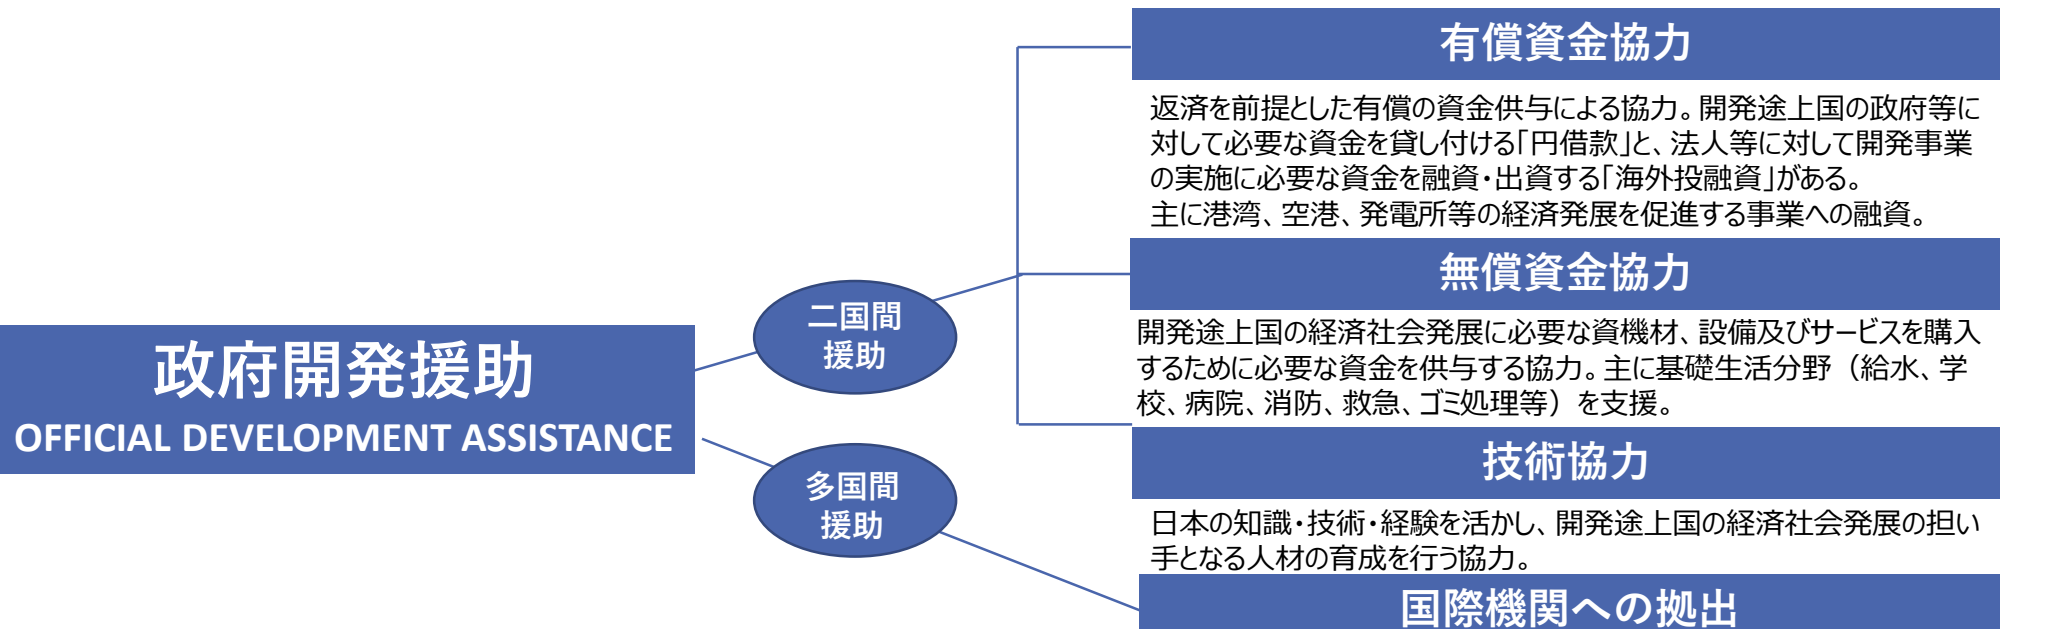 政府開発援助
OFFICIAL DEVELOPMENT ASSISTANCE
二国間
援助
多国間
援助
有償資金協力
返済を前提とした有償の資金供与による協力。開発途上国の政府等に
対して必要な資金を貸し付ける「円借款」と、法人等に対して開発事業
の実施に必要な資金を融資・出資する「海外投融資」がある。
主に港湾、空港、発電所等の経済発展を促進する事業への融資。
無償資金協力
開発途上国の経済社会発展に必要な資機材、設備及びサービスを購入
するために必要な資金を供与する協力。主に基礎生活分野（給水、学
校、病院、消防、救急、ゴミ処理等）を支援。
技術協力
日本の知識・技術・経験を活かし、開発途上国の経済社会発展の担い
手となる人材の育成を行う協力。
国際機関への拠出